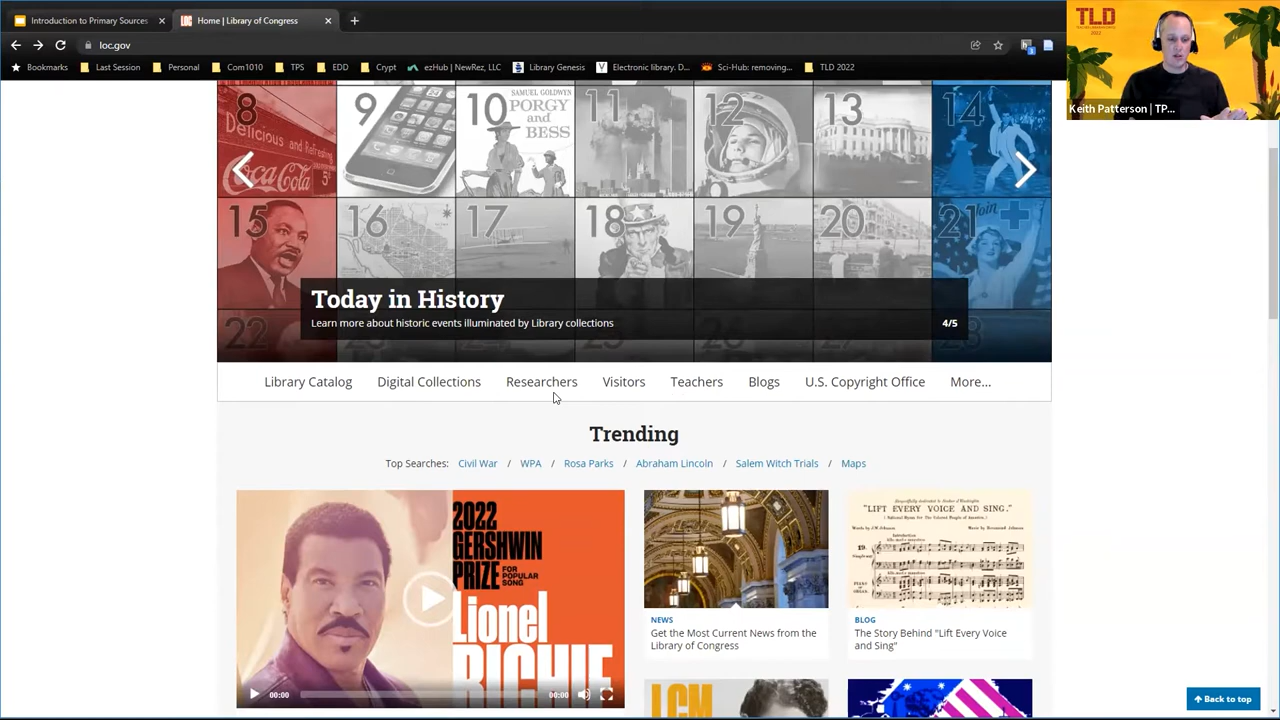 Introduction to Primary Sources
Home | Library of Congress
loc.gov
Bookmarks
Last Session
Personal
Com1010
TPS
EDD
Crypt
ezHub | NewRez, LLC
Library Genesis
Electronic library. D...
Sci-Hub: removing...
TLD 2022
TLD
2022
Keith Patterson | TP...
8 9 10 11 12 13 14
SAMUEL GOLDWYN
PORGY
and
BESS
Delicious and Refreshing
Coca-Cola 5¢
15 16 17 18 19 20 21
Join
22
Today in History
Learn more about historic events illuminated by Library collections
4/5
Library Catalog
Digital Collections
Researchers
Visitors
Teachers
Blogs
U.S. Copyright Office
More...
Trending
Top Searches: Civil War / WPA / Rosa Parks / Abraham Lincoln / Salem Witch Trials / Maps
2022
GERSHWIN
PRIZE
FOR
POPULAR
SONG
Lionel
RICHIE
00:00
00:00
NEWS
Get the Most Current News from the
Library of Congress
"LIFT EVERY VOICE AND SING."
BLOG
The Story Behind "Lift Every Voice
and Sing"
LCM
Back to top